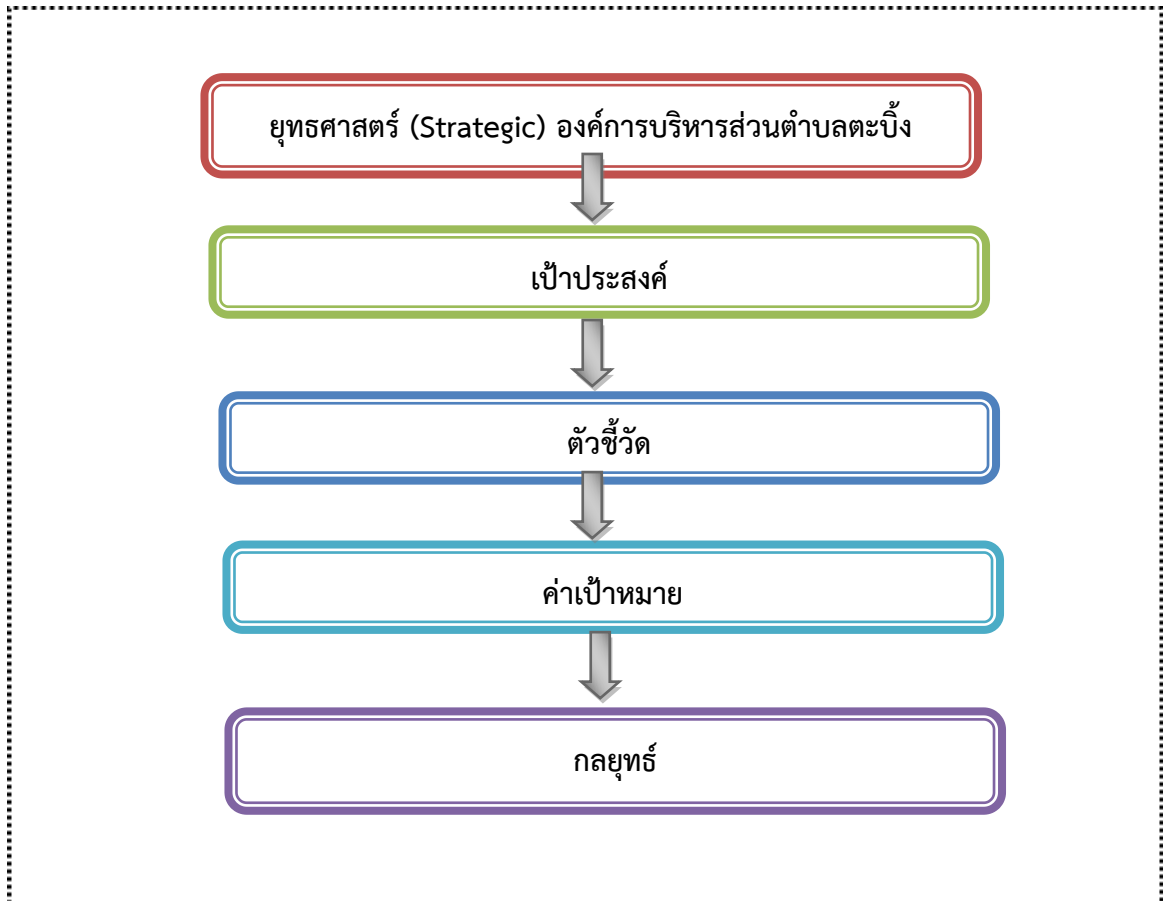 ยุทธศาสตร์ (Strategic) องค์การบริหารส่วนตำบลตะบิ้ง
เป้าประสงค์
ตัวชี้วัด
ค่าเป้าหมาย
กลยุทธ์